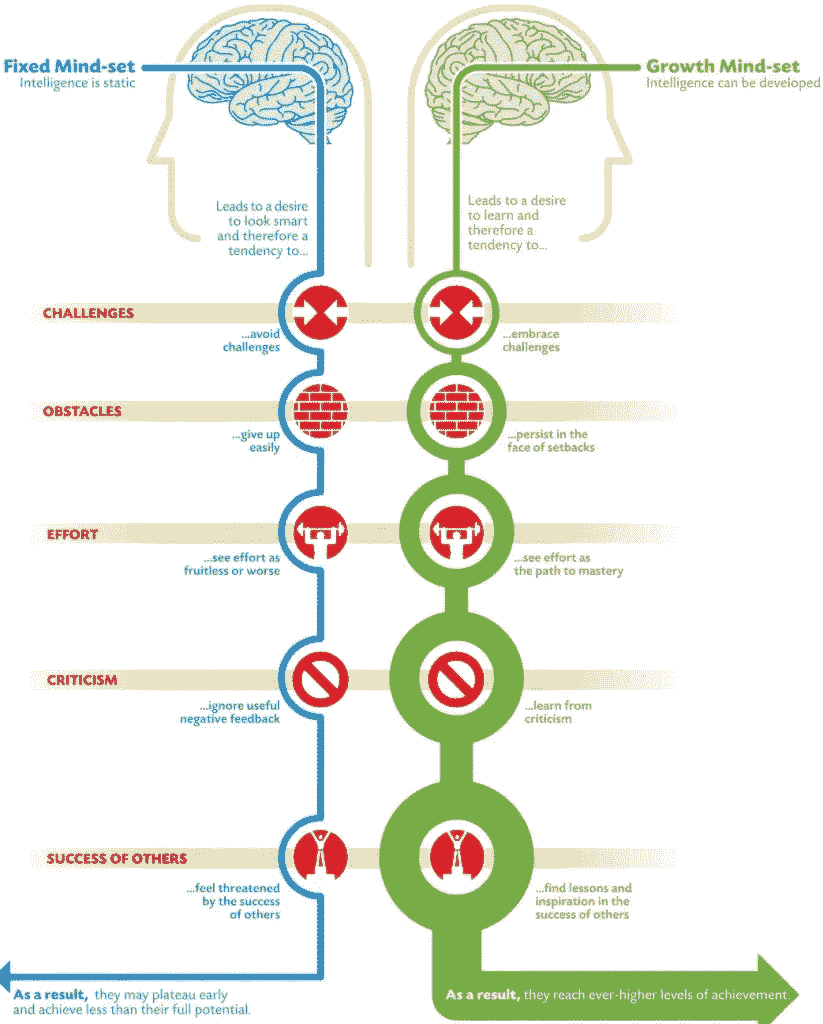 Fixed Mind-set
Intelligence is static
Growth Mind-set
Intelligence can be developed
Leads to a desire
to look smart
and therefore a
tendency to...
Leads to a desire
to learn and
therefore a
tendency to...
CHALLENGES
...avoid
challenges
...embrace
challenges
OBSTACLES
...give up
easily
...persist in the
face of setbacks
EFFORT
...see effort as
fruitless or worse
...see effort as
the path to mastery
CRITICISM
...ignore useful
negative feedback
...learn from
criticism
SUCCESS OF OTHERS
...feel threatened
by the success
of others
...find lessons and
inspiration in the
success of others
As a result, they may plateau early
and achieve less than their full potential.
As a result, they reach ever-higher levels of achievement.